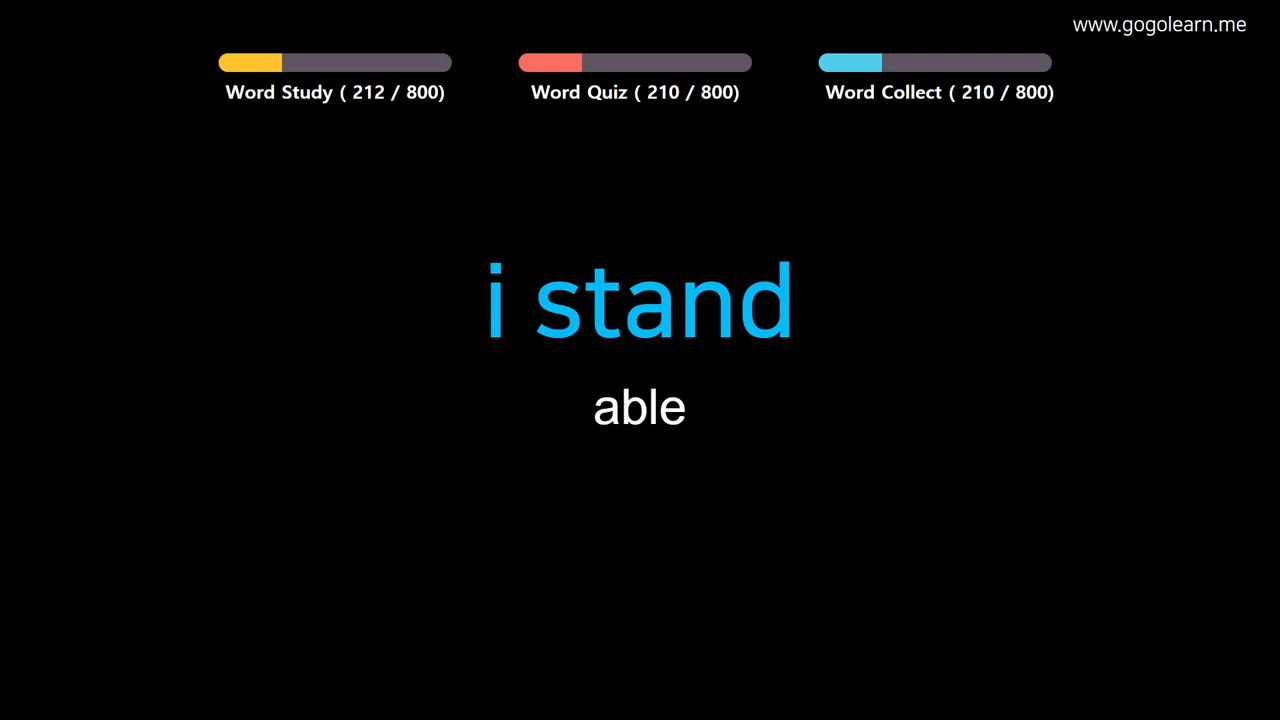 www.gogolearn.me
Word Study ( 212 / 800)
Word Quiz ( 210 / 800)
Word Collect ( 210 / 800)
i stand
able